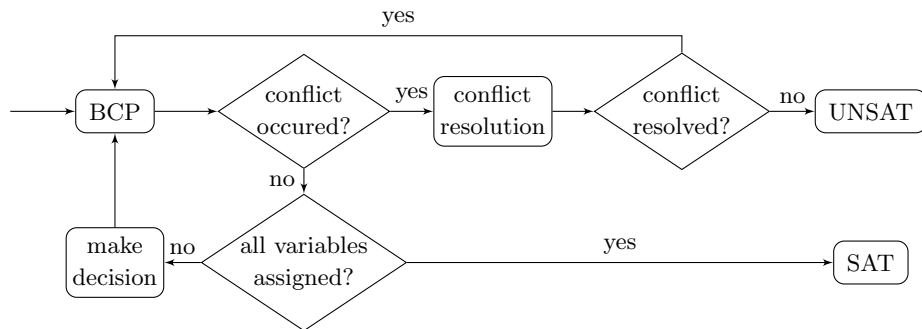 yes
BCP
conflict
occured?
yes
conflict
resolution
conflict
resolved?
no
UNSAT
no
make
decision
no
all variables
assigned?
yes
SAT